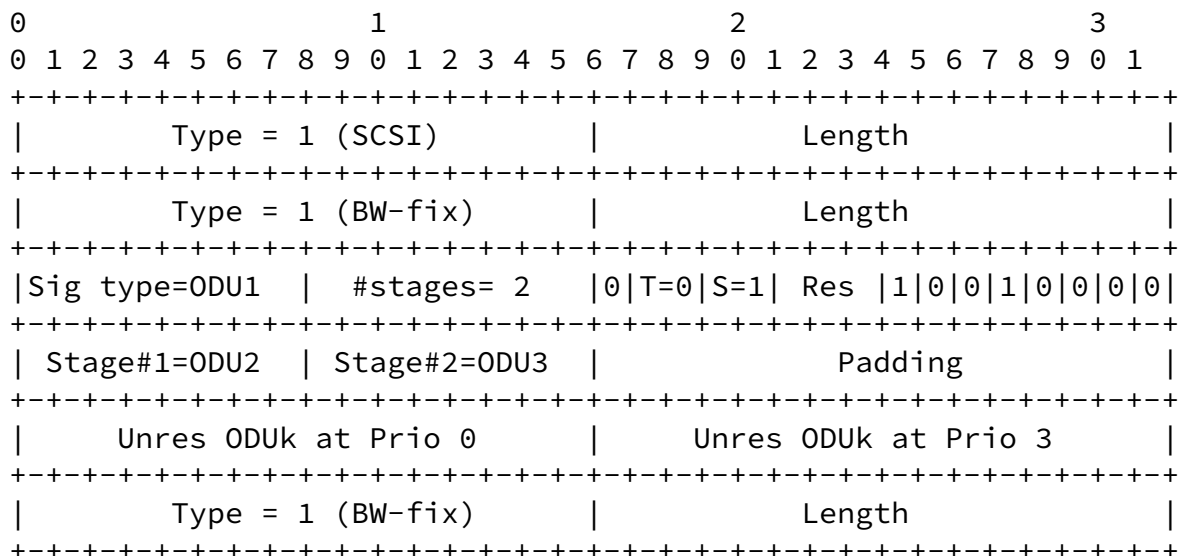 0                   1                   2                   3
0 1 2 3 4 5 6 7 8 9 0 1 2 3 4 5 6 7 8 9 0 1 2 3 4 5 6 7 8 9 0 1
+-+-+-+-+-+-+-+-+-+-+-+-+-+-+-+-+-+-+-+-+-+-+-+-+-+-+-+-+-+-+-+-+
|        Type = 1 (SCSI)        |           Length              |
+-+-+-+-+-+-+-+-+-+-+-+-+-+-+-+-+-+-+-+-+-+-+-+-+-+-+-+-+-+-+-+-+
|        Type = 1 (BW-fix)      |           Length              |
+-+-+-+-+-+-+-+-+-+-+-+-+-+-+-+-+-+-+-+-+-+-+-+-+-+-+-+-+-+-+-+-+
|Sig type=ODU1  |  #stages= 2   |0|T=0|S=1| Res |1|0|0|1|0|0|0|0|
+-+-+-+-+-+-+-+-+-+-+-+-+-+-+-+-+-+-+-+-+-+-+-+-+-+-+-+-+-+-+-+-+
| Stage#1=ODU2  | Stage#2=ODU3  |             Padding           |
+-+-+-+-+-+-+-+-+-+-+-+-+-+-+-+-+-+-+-+-+-+-+-+-+-+-+-+-+-+-+-+-+
|     Unres ODUk at Prio 0      |     Unres ODUk at Prio 3      |
+-+-+-+-+-+-+-+-+-+-+-+-+-+-+-+-+-+-+-+-+-+-+-+-+-+-+-+-+-+-+-+-+
|        Type = 1 (BW-fix)      |           Length              |
+-+-+-+-+-+-+-+-+-+-+-+-+-+-+-+-+-+-+-+-+-+-+-+-+-+-+-+-+-+-+-+-+